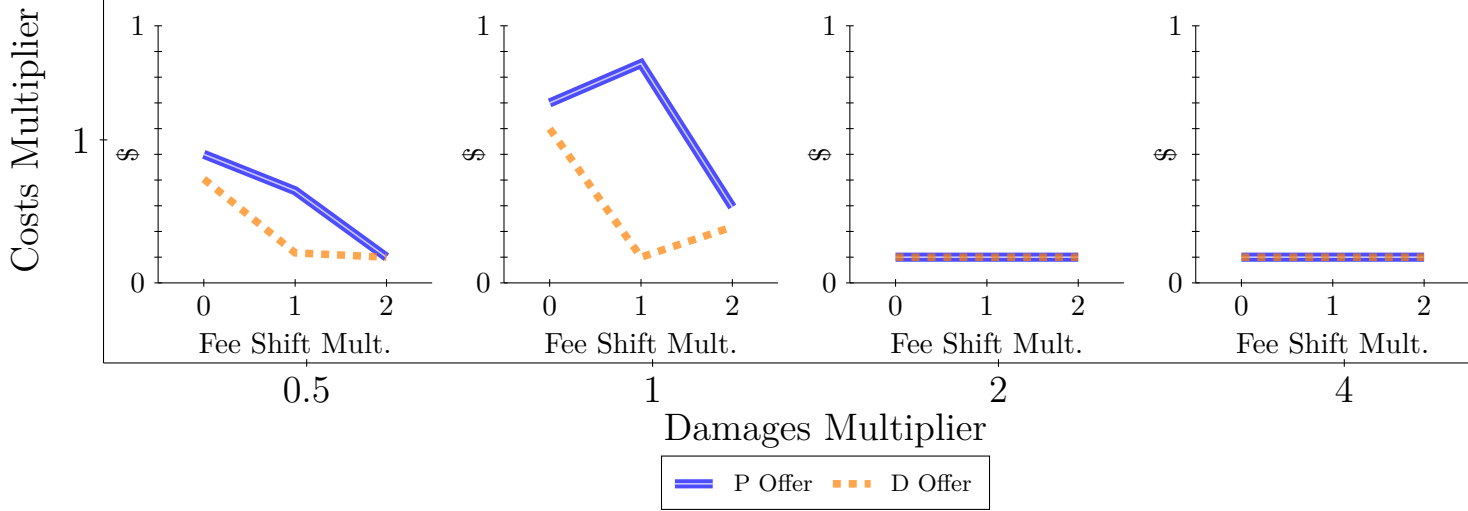 Costs Multiplier
1
1
$
0
0 1 2
Fee Shift Mult.
1
$
0
0 1 2
Fee Shift Mult.
1
$
0
0 1 2
Fee Shift Mult.
1
$
0
0 1 2
Fee Shift Mult.
0.5 1 2 4
Damages Multiplier
P Offer D Offer